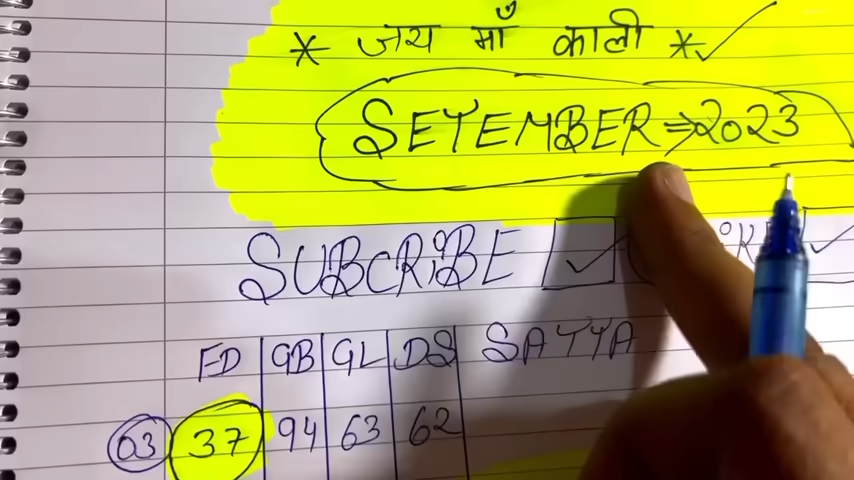 * जय माँ काली *✓
SETEMBER ⇒ 2023
SUBCRIBE ✓ ✓
FD GB GL DS SATYA
03 37 94 63 62